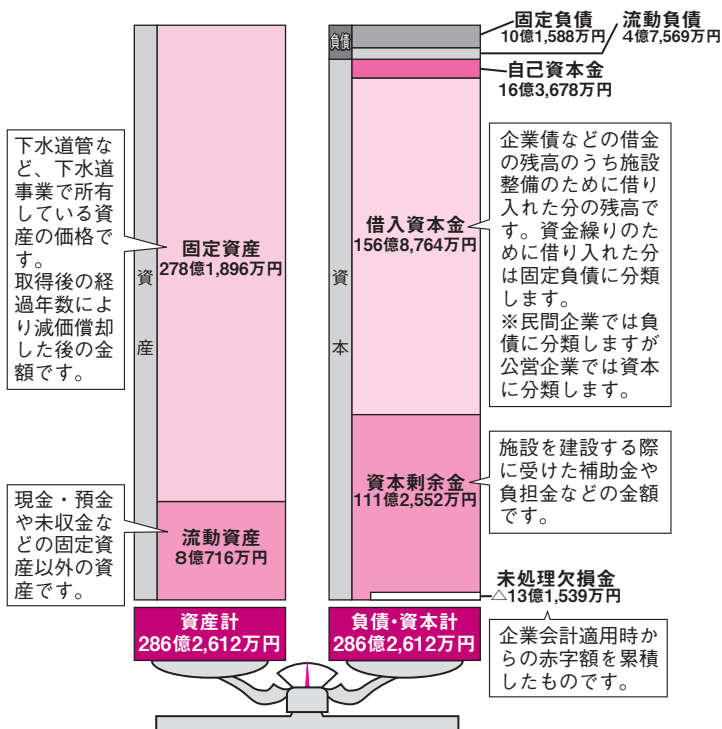 負債
固定負債
10億1,588万円
流動負債
4億7,569万円
自己資本金
16億3,678万円
下水道管な
ど、下水道
事業で所有
している資
産の価格で
す。
取得後の経
過年数によ
り減価償却
した後の金
額です。
資産
固定資産
278億1,896万円
資本
借入資本金
156億8,764万円
企業債などの借金
の残高のうち施設
整備のために借り
入れた分の残高で
す。資金繰りのた
めに借り入れた分
は固定負債に分類
します。
※民間企業では負
債に分類しますが
公営企業では資本
に分類します。
現金・預金
や未収金な
どの固定資
産以外の資
産です。
流動資産
8億716万円
資本剰余金
111億2,552万円
施設を建設する際
に受けた補助金や
負担金などの金額
です。
未処理欠損金
△13億1,539万円
資産計
286億2,612万円
負債・資本計
286億2,612万円
企業会計適用時か
らの赤字額を累積
したものです。